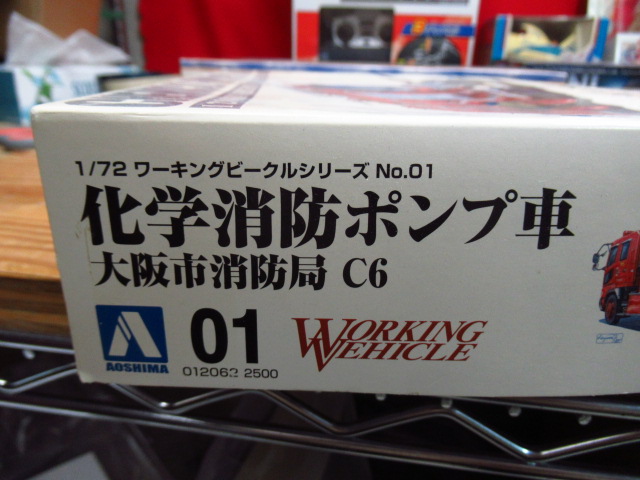 1/72 ワーキングビークルシリーズ No.01
化学消防ポンプ車
大阪市消防局 C6
AOSHIMA
01
WORKING
VEHICLE
2500